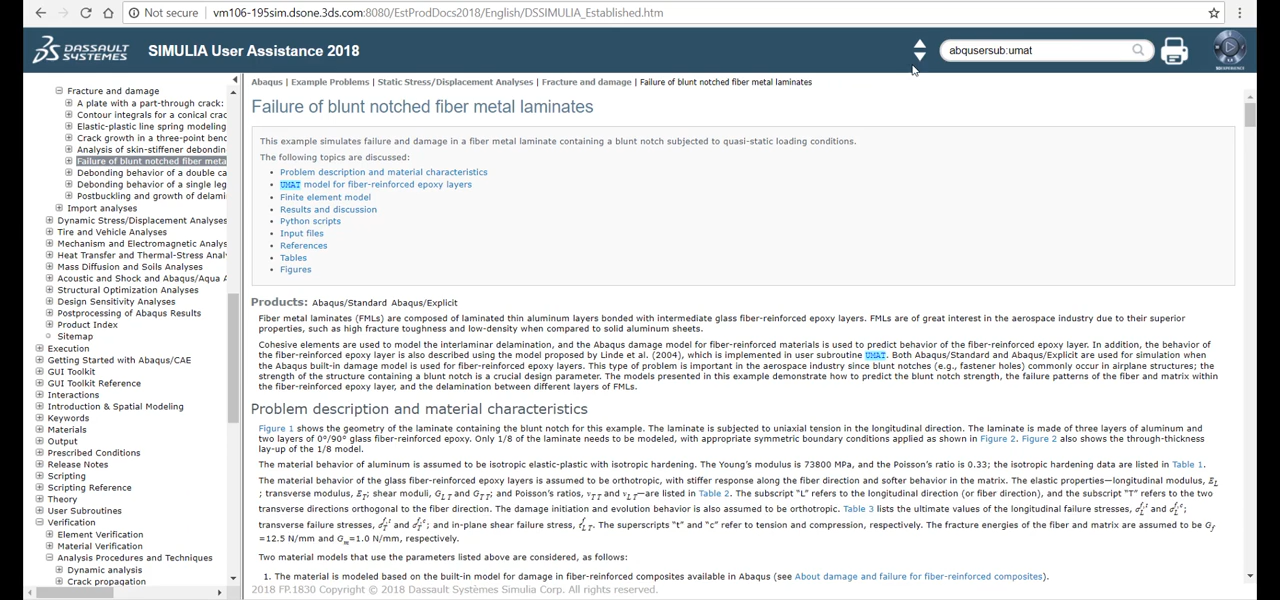 Not secure | vm106-195sim.dsone.3ds.com:8080/EstProdDocs2018/English/DSSIMULIA_Established.htm
DASSAULT SYSTEMES
SIMULIA User Assistance 2018
abqusersub:umat
Abaqus | Example Problems | Static Stress/Displacement Analyses | Fracture and damage | Failure of blunt notched fiber metal laminates
Fracture and damage
A plate with a part-through crack:
Contour integrals for a conical crac
Elastic-plastic line spring modeling
Crack growth in a three-point bend
Analysis of skin-stiffener debondin
Failure of blunt notched fiber meta
Debonding behavior of a double ca
Debonding behavior of a single leg
Postbuckling and growth of delami
Import analyses
Dynamic Stress/Displacement Analyses
Tire and Vehicle Analyses
Mechanism and Electromagnetic Analys
Heat Transfer and Thermal-Stress Anal
Mass Diffusion and Soils Analyses
Acoustic and Shock and Abaqus/Aqua A
Structural Optimization Analyses
Design Sensitivity Analyses
Postprocessing of Abaqus Results
Product Index
Sitemap
Execution
Getting Started with Abaqus/CAE
GUI Toolkit
GUI Toolkit Reference
Interactions
Introduction & Spatial Modeling
Keywords
Materials
Output
Prescribed Conditions
Release Notes
Scripting
Scripting Reference
Theory
User Subroutines
Verification
Element Verification
Material Verification
Analysis Procedures and Techniques
Dynamic analysis
Crack propagation
Failure of blunt notched fiber metal laminates
This example simulates failure and damage in a fiber metal laminate containing a blunt notch subjected to quasi-static loading conditions.
The following topics are discussed:
• Problem description and material characteristics
• UMAT model for fiber-reinforced epoxy layers
• Finite element model
• Results and discussion
• Python scripts
• Input files
• References
• Tables
• Figures
Products: Abaqus/Standard Abaqus/Explicit
Fiber metal laminates (FMLs) are composed of laminated thin aluminum layers bonded with intermediate glass fiber-reinforced epoxy layers. FMLs are of great interest in the aerospace industry due to their superior
properties, such as high fracture toughness and low-density when compared to solid aluminum sheets.
Cohesive elements are used to model the interlaminar delamination, and the Abaqus damage model for fiber-reinforced materials is used to predict behavior of the fiber-reinforced epoxy layer. In addition, the behavior of
the fiber-reinforced epoxy layer is also described using the model proposed by Linde et al. (2004), which is implemented in user subroutine UMAT. Both Abaqus/Standard and Abaqus/Explicit are used for simulation when
the Abaqus built-in damage model is used for fiber-reinforced epoxy layers. This type of problem is important in the aerospace industry since blunt notches (e.g., fastener holes) commonly occur in airplane structures; the
strength of the structure containing a blunt notch is a crucial design parameter. The models presented in this example demonstrate how to predict the blunt notch strength, the failure patterns of the fiber and matrix within
the fiber-reinforced epoxy layer, and the delamination between different layers of FMLs.
Problem description and material characteristics
Figure 1 shows the geometry of the laminate containing the blunt notch for this example. The laminate is subjected to uniaxial tension in the longitudinal direction. The laminate is made of three layers of aluminum and
two layers of 0°/90° glass fiber-reinforced epoxy. Only 1/8 of the laminate needs to be modeled, with appropriate symmetric boundary conditions applied as shown in Figure 2. Figure 2 also shows the through-thickness
lay-up of the 1/8 model.
The material behavior of aluminum is assumed to be isotropic elastic-plastic with isotropic hardening. The Young's modulus is 73800 MPa, and the Poisson's ratio is 0.33; the isotropic hardening data are listed in Table 1.
The material behavior of the glass fiber-reinforced epoxy layers is assumed to be orthotropic, with stiffer response along the fiber direction and softer behavior in the matrix. The elastic properties—longitudinal modulus, E_L
; transverse modulus, E_T; shear moduli, G_LT and G_TT; and Poisson's ratios, ν_TT and ν_LT—are listed in Table 2. The subscript "L" refers to the longitudinal direction (or fiber direction), and the subscript "T" refers to the two
transverse directions orthogonal to the fiber direction. The damage initiation and evolution behavior is also assumed to be orthotropic. Table 3 lists the ultimate values of the longitudinal failure stresses, σ_L^f,t and σ_L^f,c;
transverse failure stresses, σ_T^f,t and σ_T^f,c; and in-plane shear failure stress, τ_LT^f. The superscripts "t" and "c" refer to tension and compression, respectively. The fracture energies of the fiber and matrix are assumed to be G_f
=12.5 N/mm and G_m=1.0 N/mm, respectively.
Two material models that use the parameters listed above are considered, as follows:
1. The material is modeled based on the built-in model for damage in fiber-reinforced composites available in Abaqus (see About damage and failure for fiber-reinforced composites).
2018 FP.1830 Copyright © 2018 Dassault Systèmes Simulia Corp. All rights reserved.